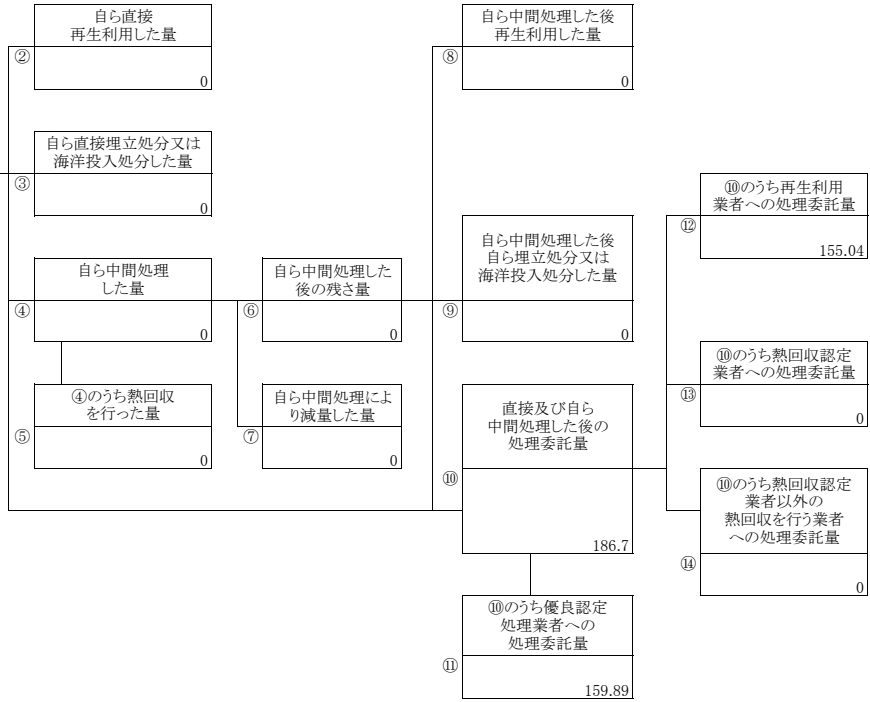 自ら直接
再生利用した量
②
0
自ら直接埋立処分又は
海洋投入処分した量
③
0
自ら中間処理
した量
④
0
④のうち熱回収
を行った量
⑤
0
自ら中間処理した
後の残さ量
⑥
0
自ら中間処理によ
り減量した量
⑦
0
自ら中間処理した後
再生利用した量
⑧
0
自ら中間処理した後
自ら埋立処分又は
海洋投入処分した量
⑨
0
直接及び自ら
中間処理した後の
処理委託量
⑩
186.7
⑩のうち優良認定
処理業者への
処理委託量
⑪
159.89
⑩のうち再生利用
業者への処理委託量
⑫
155.04
⑩のうち熱回収認定
業者への処理委託量
⑬
0
⑩のうち熱回収認定
業者以外の
熱回収を行う業者
への処理委託量
⑭
0